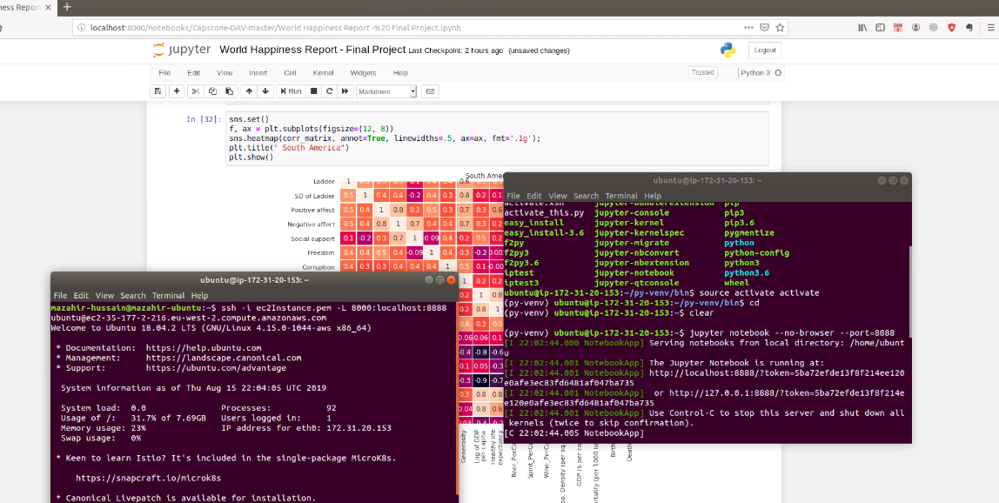 ness Report
localhost:8000/notebooks/Capstone-DAV-master/World Happiness Report -%20 Final Project.ipynb
jupyter World Happiness Report - Final Project Last Checkpoint: 2 hours ago (unsaved changes)
Logout
File Edit View Insert Cell Kernel Widgets Help
Trusted
Python 3
Run
Markdown
In [32]:
sns.set()
f, ax = plt.subplots(figsize=(12, 8))
sns.heatmap(corr_matrix, annot=True, linewidths=.5, ax=ax, fmt='.1g');
plt.title(" South America")
plt.show()
South Ame
Ladder 1
SD of Ladder 0.5 1 0.4 0.4 -0.2 0.4 0.3 0.8 0.2 0.1
Positive affect 0.5 0.4 1 0.8 0.3 0.5 0.3 0.7 0.3 0.6
Negative affect 0.5 0.4 0.8 1 0.7 0.4 0.4 0.7 0.2 0.5
Social support 0.1 -0.2 0.3 0.7 1 -0.09 0.4 0.2 0.5 0.2
Freedom 0.4 0.4 0.5 0.4 -0.09 1 0.4 0.3 -0.2
Corruption 0.4 0.3 0.3 0.4 0.4 0.4 1 0.5 0.1
1 0.2 0.2
0.2 1 0.8
0.2 0.8 1
0.6 0.3 0.5
0.06 0.06 0.1
-0.4 -0.8 -0.6
0.1 0.05 -0.3
-0.3 -0.9 -0.7
0.3 0.8 0.8
0.04 0.8 0.6
Generosity
Log of GDP
per capita
Healthy life
expectancy
Beer_PerCa
Spirit_PerC
Wine_PerCa
op. Density (per sq.
GDP ($ per ca
ortality (per 1000 bi
Birth
Death
ubuntu@ip-172-31-20-153: ~
File Edit View Search Terminal Help
activate.xsh jupyter-bundlerextension pip
activate_this.py jupyter-console pip3
easy_install jupyter-kernel pip3.6
easy_install-3.6 jupyter-kernelspec pygmentize
f2py jupyter-migrate python
f2py3 jupyter-nbconvert python-config
f2py3.6 jupyter-nbextension python3
iptest jupyter-notebook python3.6
iptest3 jupyter-qtconsole wheel
ubuntu@ip-172-31-20-153:~/py-venv/bin$ source activate activate
(py-venv) ubuntu@ip-172-31-20-153:~/py-venv/bin$ cd
(py-venv) ubuntu@ip-172-31-20-153:~$ clear
(py-venv) ubuntu@ip-172-31-20-153:~$ jupyter notebook --no-browser --port=8888
[I 22:02:44.000 NotebookApp] Serving notebooks from local directory: /home/ubunt
u
[I 22:02:44.001 NotebookApp] The Jupyter Notebook is running at:
[I 22:02:44.001 NotebookApp] http://localhost:8888/?token=5ba72efde13f8f214ee120
e0afe3ec83fd6481af047ba735
[I 22:02:44.001 NotebookApp]  or http://127.0.0.1:8888/?token=5ba72efde13f8f214e
e120e0afe3ec83fd6481af047ba735
[I 22:02:44.001 NotebookApp] Use Control-C to stop this server and shut down all
kernels (twice to skip confirmation).
[C 22:02:44.005 NotebookApp]
ubuntu@ip-172-31-20-153: ~
File Edit View Search Terminal Help
mazahir-hussain@mazahir-ubuntu:~$ ssh -i ec2Instance.pem -L 8000:localhost:8888
ubuntu@ec2-35-177-2-216.eu-west-2.compute.amazonaws.com
Welcome to Ubuntu 18.04.2 LTS (GNU/Linux 4.15.0-1044-aws x86_64)
* Documentation: https://help.ubuntu.com
* Management: https://landscape.canonical.com
* Support: https://ubuntu.com/advantage
System information as of Thu Aug 15 22:04:05 UTC 2019
System load: 0.0 Processes: 92
Usage of /: 31.7% of 7.69GB Users logged in: 1
Memory usage: 23% IP address for eth0: 172.31.20.153
Swap usage: 0%
* Keen to learn Istio? It's included in the single-package MicroK8s.
https://snapcraft.io/microk8s
* Canonical Livepatch is available for installation.